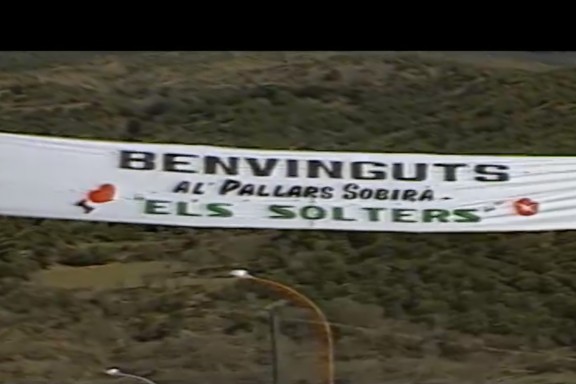 BENVINGUTS
AL PALLARS SOBIRÀ -
"ELS SOLTERS"